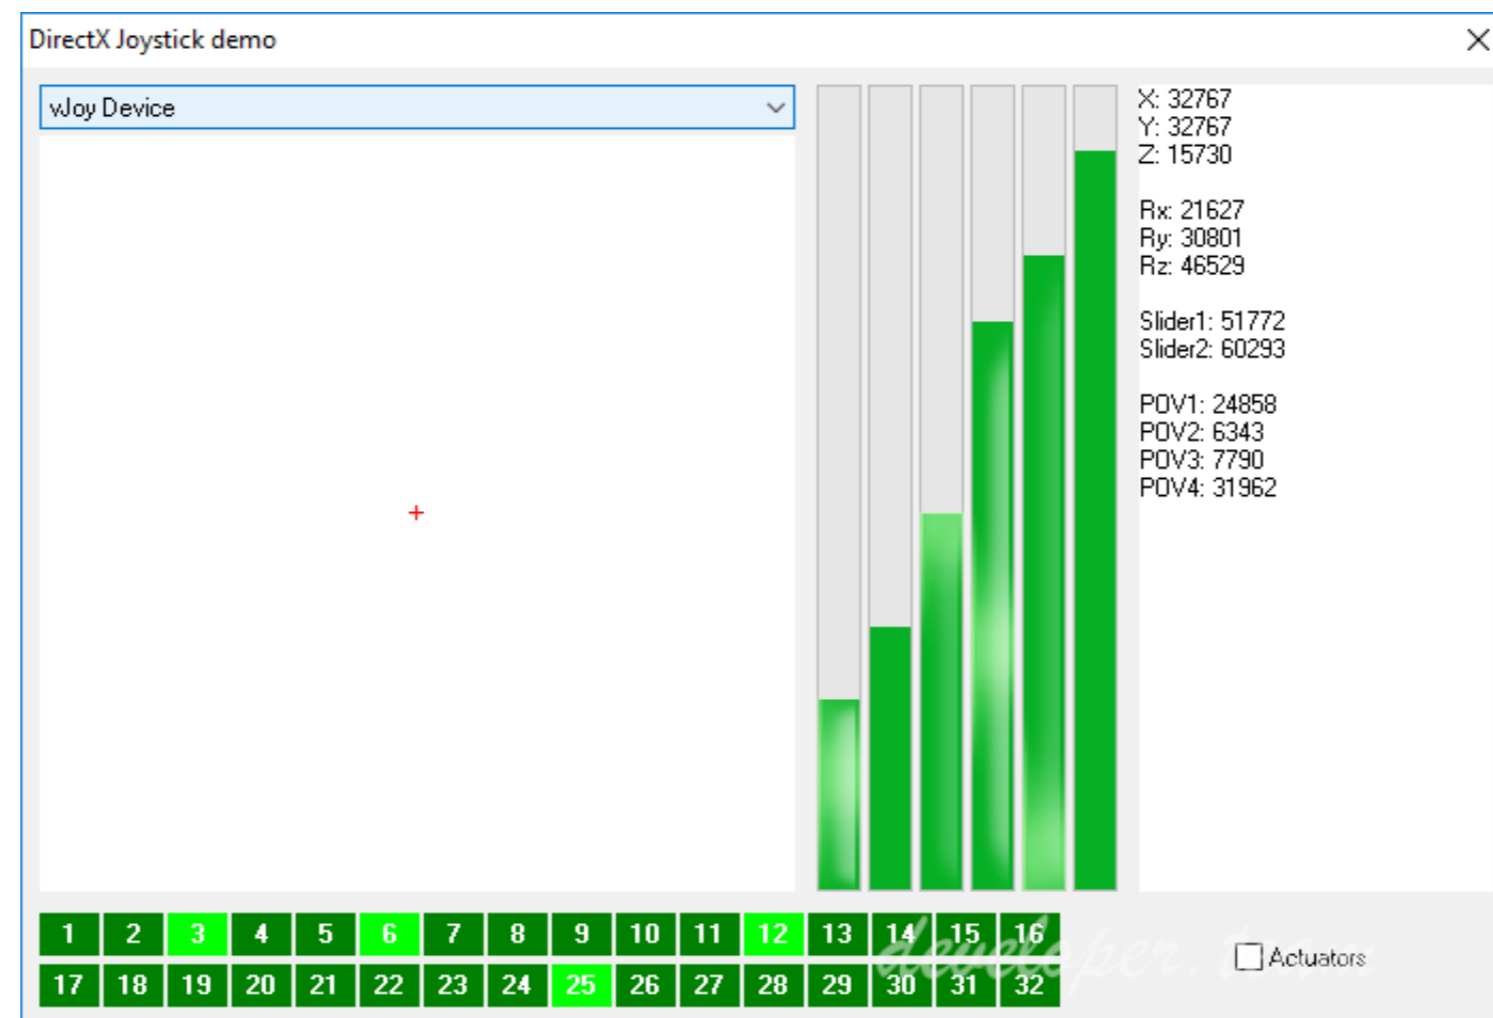 DirectX Joystick demo
vJoy Device
X: 32767
Y: 32767
Z: 15730
Rx: 21627
Ry: 30801
Rz: 46529
Slider1: 51772
Slider2: 60293
POV1: 24858
POV2: 6343
POV3: 7790
POV4: 31962
1 2 3 4 5 6 7 8 9 10 11 12 13 14 15 16
17 18 19 20 21 22 23 24 25 26 27 28 29 30 31 32
Actuators
developer.